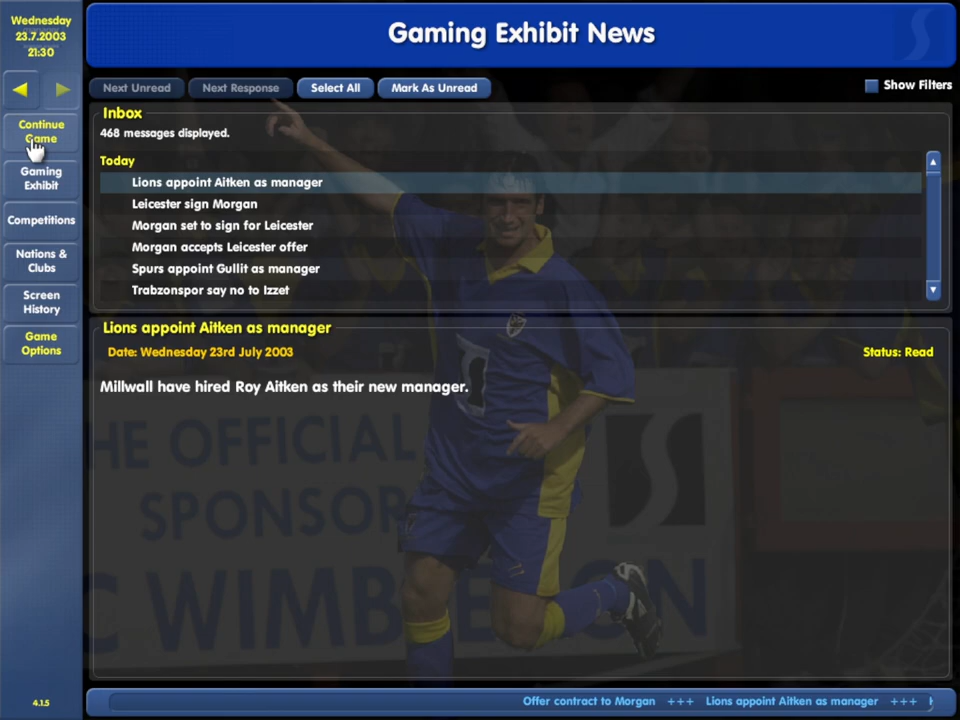 Wednesday
23.7.2003
21:30
Gaming Exhibit News
Next Unread
Next Response
Select All
Mark As Unread
Show Filters
Continue
Game
Gaming
Exhibit
Competitions
Nations &
Clubs
Screen
History
Game
Options
Inbox
468 messages displayed.
Today
Lions appoint Aitken as manager
Leicester sign Morgan
Morgan set to sign for Leicester
Morgan accepts Leicester offer
Spurs appoint Gullit as manager
Trabzonspor say no to Izzet
Lions appoint Aitken as manager
Date: Wednesday 23rd July 2003
Status: Read
Millwall have hired Roy Aitken as their new manager.
HE OFFICIAL
SPONSOR
C WIMB ON
4.1.5
Offer contract to Morgan +++ Lions appoint Aitken as manager +++